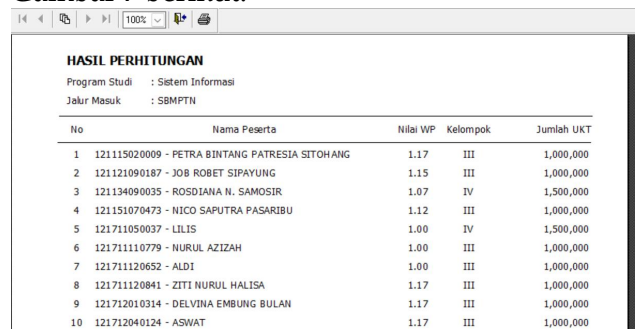 100%
HASIL PERHITUNGAN
Program Studi : Sistem Informasi
Jalur Masuk : SBMPTN
No Nama Peserta Nilai WP Kelompok Jumlah UKT
1 121115020009 - PETRA BINTANG PATRESIA SITOHANG 1.17 III 1,000,000
2 121121090187 - JOB ROBET SIPAYUNG 1.15 III 1,000,000
3 121134090035 - ROSDIANA N. SAMOSIR 1.07 IV 1,500,000
4 121151070473 - NICO SAPUTRA PASARIBU 1.12 III 1,000,000
5 121711050037 - LILIS 1.00 IV 1,500,000
6 121711110779 - NURUL AZIZAH 1.00 III 1,000,000
7 121711120652 - ALDI 1.00 III 1,000,000
8 121711120841 - ZITI NURUL HALISA 1.17 III 1,000,000
9 121712010314 - DELVINA EMBUNG BULAN 1.17 III 1,000,000
10 121712040124 - ASWAT 1.17 III 1,000,000